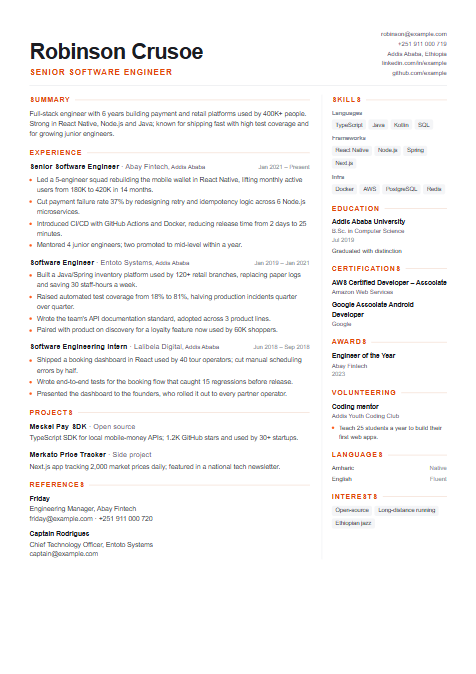 Robinson Crusoe
SENIOR SOFTWARE ENGINEER
robinson@example.com
+251 911 000 719
Addis Ababa, Ethiopia
linkedin.com/in/example
github.com/example
SUMMARY
Full-stack engineer with 6 years building payment and retail platforms used by 400K+ people.
Strong in React Native, Node.js and Java; known for shipping fast with high test coverage and
for growing junior engineers.
EXPERIENCE
Senior Software Engineer · Abay Fintech, Addis Ababa Jan 2021 – Present
• Led a 5-engineer squad rebuilding the mobile wallet in React Native, lifting monthly active
users from 180K to 420K in 14 months.
• Cut payment failure rate 37% by redesigning retry and idempotency logic across 6 Node.js
microservices.
• Introduced CI/CD with GitHub Actions and Docker, reducing release time from 2 days to 25
minutes.
• Mentored 4 junior engineers; two promoted to mid-level within a year.
Software Engineer · Entoto Systems, Addis Ababa Jan 2019 – Jan 2021
• Built a Java/Spring inventory platform used by 120+ retail branches, replacing paper logs
and saving 30 staff-hours a week.
• Raised automated test coverage from 18% to 81%, halving production incidents quarter
over quarter.
• Wrote the team's API documentation standard, adopted across 3 product lines.
• Paired with product on discovery for a loyalty feature now used by 60K shoppers.
Software Engineering Intern · Lalibela Digital, Addis Ababa Jun 2018 – Sep 2018
• Shipped a booking dashboard in React used by 40 tour operators; cut manual scheduling
errors by half.
• Wrote end-to-end tests for the booking flow that caught 15 regressions before release.
• Presented the dashboard to the founders, who rolled it out to every partner operator.
PROJECTS
Meskel Pay SDK · Open source
TypeScript SDK for local mobile-money APIs; 1.2K GitHub stars and used by 30+ startups.
Merkato Price Tracker · Side project
Next.js app tracking 2,000 market prices daily; featured in a national tech newsletter.
REFERENCES
Friday
Engineering Manager, Abay Fintech
friday@example.com · +251 911 000 720
Captain Rodrigues
Chief Technology Officer, Entoto Systems
captain@example.com
SKILLS
Languages
TypeScript Java Kotlin SQL
Frameworks
React Native Node.js Spring
Next.js
Infra
Docker AWS PostgreSQL Redis
EDUCATION
Addis Ababa University
B.Sc. in Computer Science
Jul 2019
Graduated with distinction
CERTIFICATIONS
AWS Certified Developer – Associate
Amazon Web Services
Google Associate Android
Developer
Google
AWARDS
Engineer of the Year
Abay Fintech
2023
VOLUNTEERING
Coding mentor
Addis Youth Coding Club
• Teach 25 students a year to build their
first web apps.
LANGUAGES
Amharic Native
English Fluent
INTERESTS
Open-source Long-distance running
Ethiopian jazz